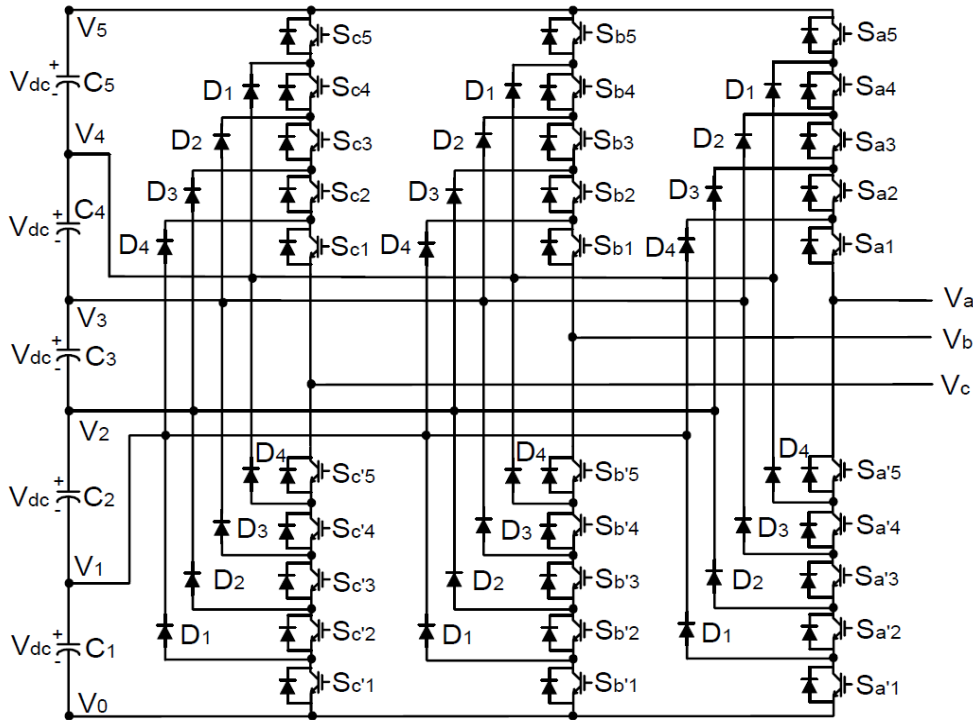 V5 Sc5 Sb5 Sa5
Vdc + - C5 D1 Sc4 D1 Sb4 D1 Sa4
V4 D2 Sc3 D2 Sb3 D2 Sa3
C4 D3 Sc2 D3 Sb2 D3 Sa2
Vdc + - D4 Sc1 D4 Sb1 D4 Sa1
V3 Va
Vdc + - C3 Vb
Vc
V2
D4 Sc'5 D4 Sb'5 D4 Sa'5
Vdc + - C2 D3 Sc'4 D3 Sb'4 D3 Sa'4
V1 D2 Sc'3 D2 Sb'3 D2 Sa'3
Vdc + - C1 D1 Sc'2 D1 Sb'2 D1 Sa'2
Sc'1 Sb'1 Sa'1
V0